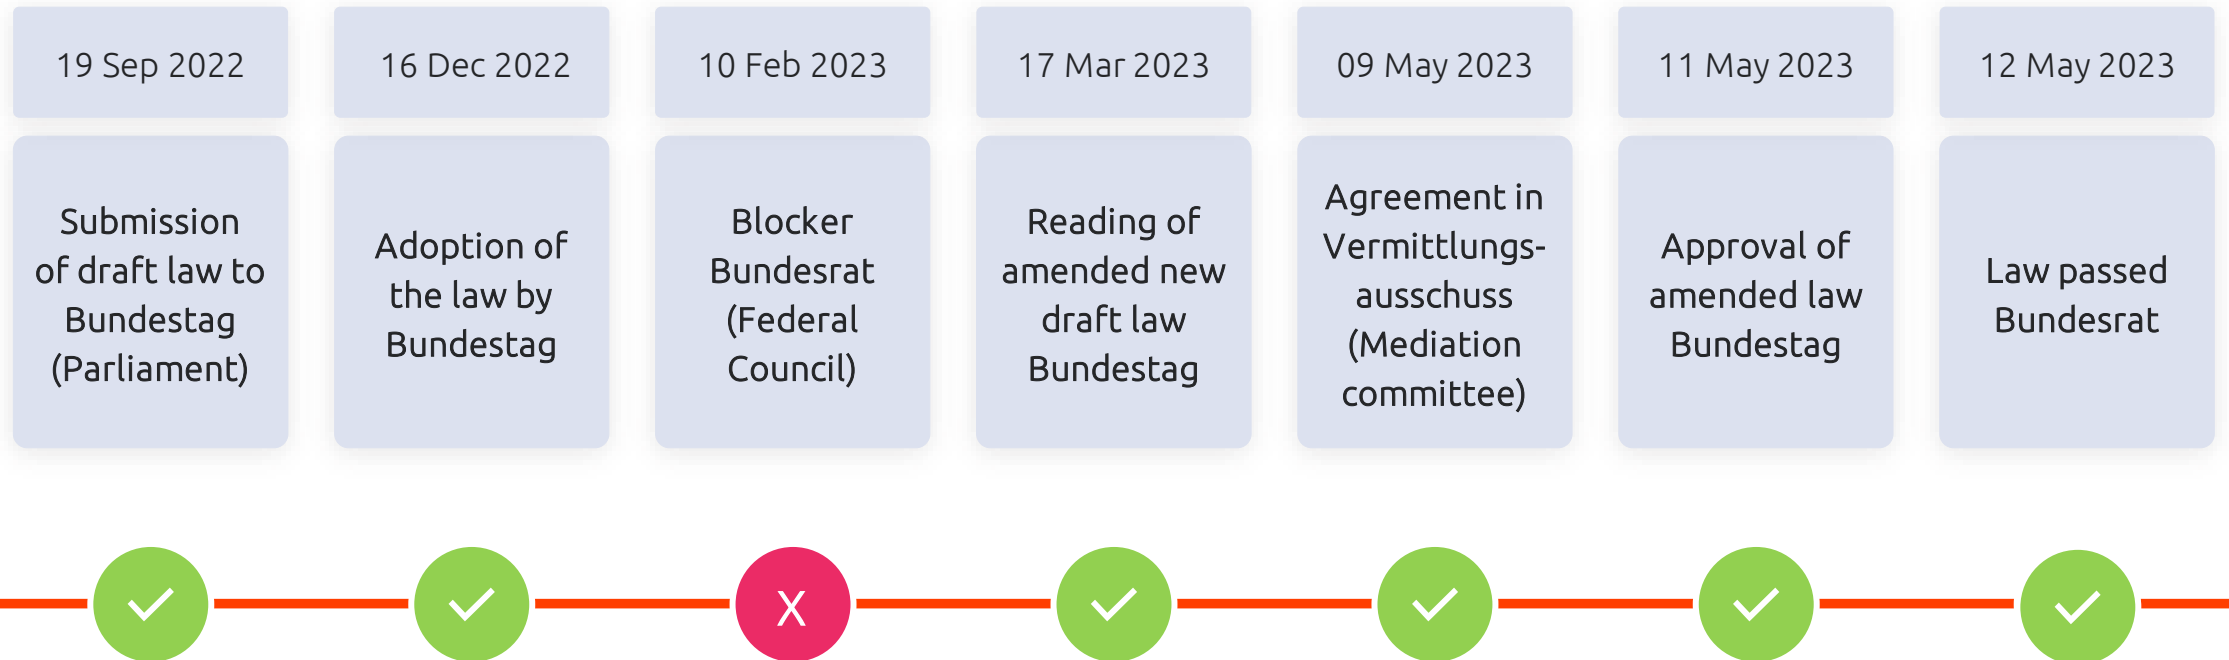 19 Sep 2022
16 Dec 2022
10 Feb 2023
17 Mar 2023
09 May 2023
11 May 2023
12 May 2023
Submission
of draft law to
Bundestag
(Parliament)
Adoption of
the law by
Bundestag
Blocker
Bundesrat
(Federal
Council)
Reading of
amended new
draft law
Bundestag
Agreement in
Vermittlungs-
ausschuss
(Mediation
committee)
Approval of
amended law
Bundestag
Law passed
Bundesrat
X